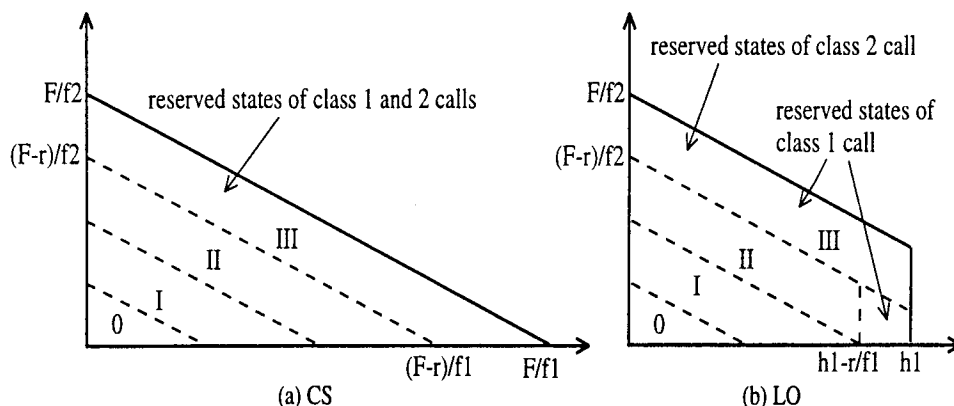 reserved states of class 1 and 2 calls
F/f2
(F-r)/f2
III
II
I
0
(F-r)/f1
F/f1
(a) CS
reserved states of class 2 call
reserved states of
class 1 call
F/f2
(F-r)/f2
III
II
I
0
h1-r/f1
h1
(b) LO